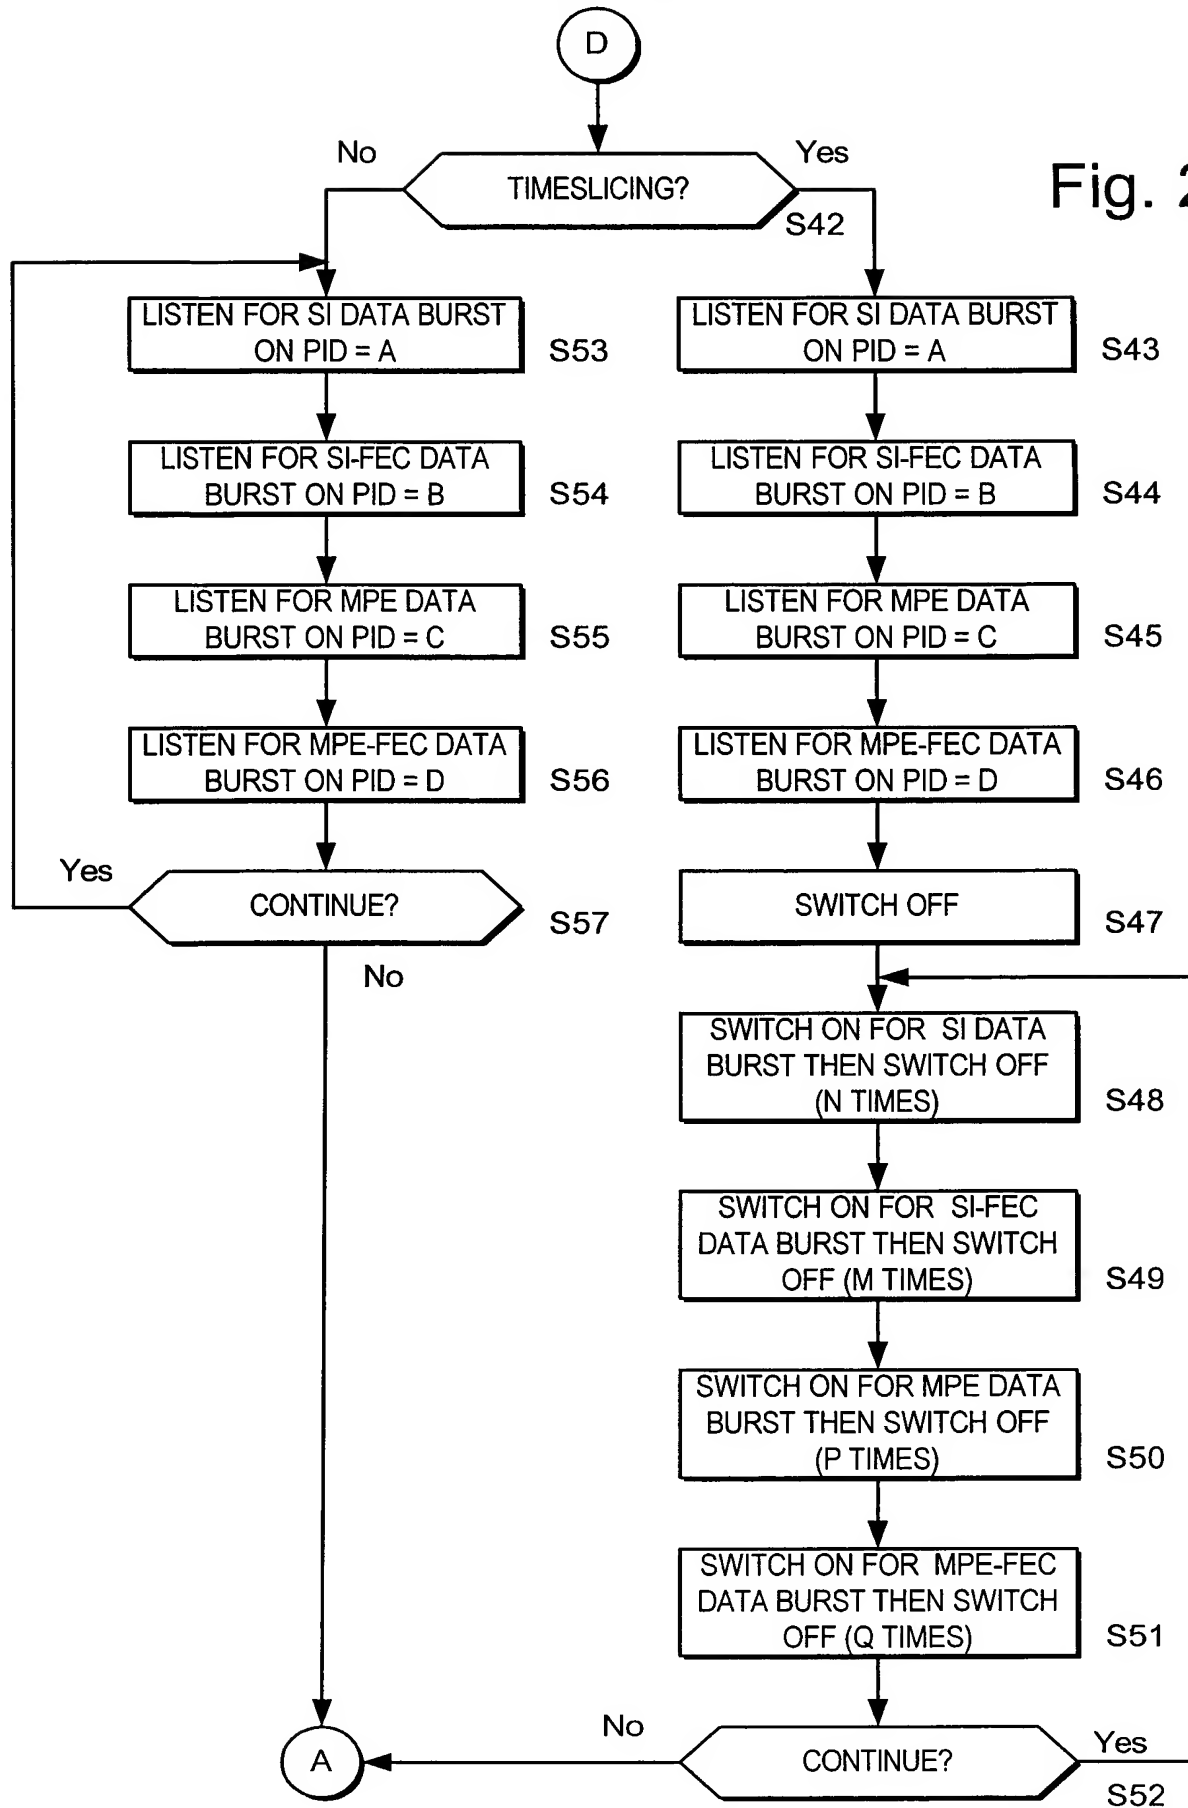 D
No
Yes
Fig. 2
TIMESLICING?
S42
LISTEN FOR SI DATA BURST
ON PID = A
S53
LISTEN FOR SI DATA BURST
ON PID = A
S43
LISTEN FOR SI-FEC DATA
BURST ON PID = B
S54
LISTEN FOR SI-FEC DATA
BURST ON PID = B
S44
LISTEN FOR MPE DATA
BURST ON PID = C
S55
LISTEN FOR MPE DATA
BURST ON PID = C
S45
LISTEN FOR MPE-FEC DATA
BURST ON PID = D
S56
LISTEN FOR MPE-FEC DATA
BURST ON PID = D
S46
Yes
CONTINUE?
S57
No
SWITCH OFF
S47
SWITCH ON FOR SI DATA
BURST THEN SWITCH OFF
(N TIMES)
S48
SWITCH ON FOR SI-FEC
DATA BURST THEN SWITCH
OFF (M TIMES)
S49
SWITCH ON FOR MPE DATA
BURST THEN SWITCH OFF
(P TIMES)
S50
SWITCH ON FOR MPE-FEC
DATA BURST THEN SWITCH
OFF (Q TIMES)
S51
A
No
CONTINUE?
Yes
S52